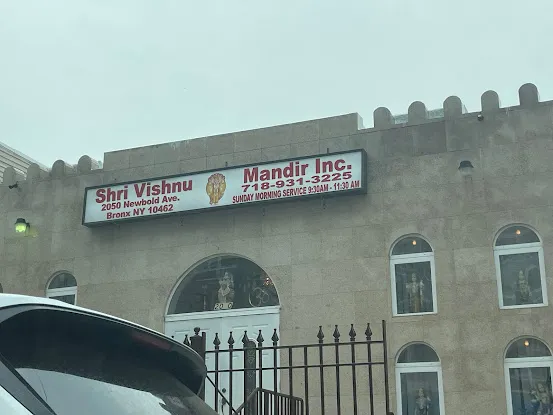 Shri Vishnu
2050 Newbold Ave.
Bronx NY 10462
Mandir Inc.
718-931-3225
SUNDAY MORNING SERVICE 9:30AM - 11:30 AM